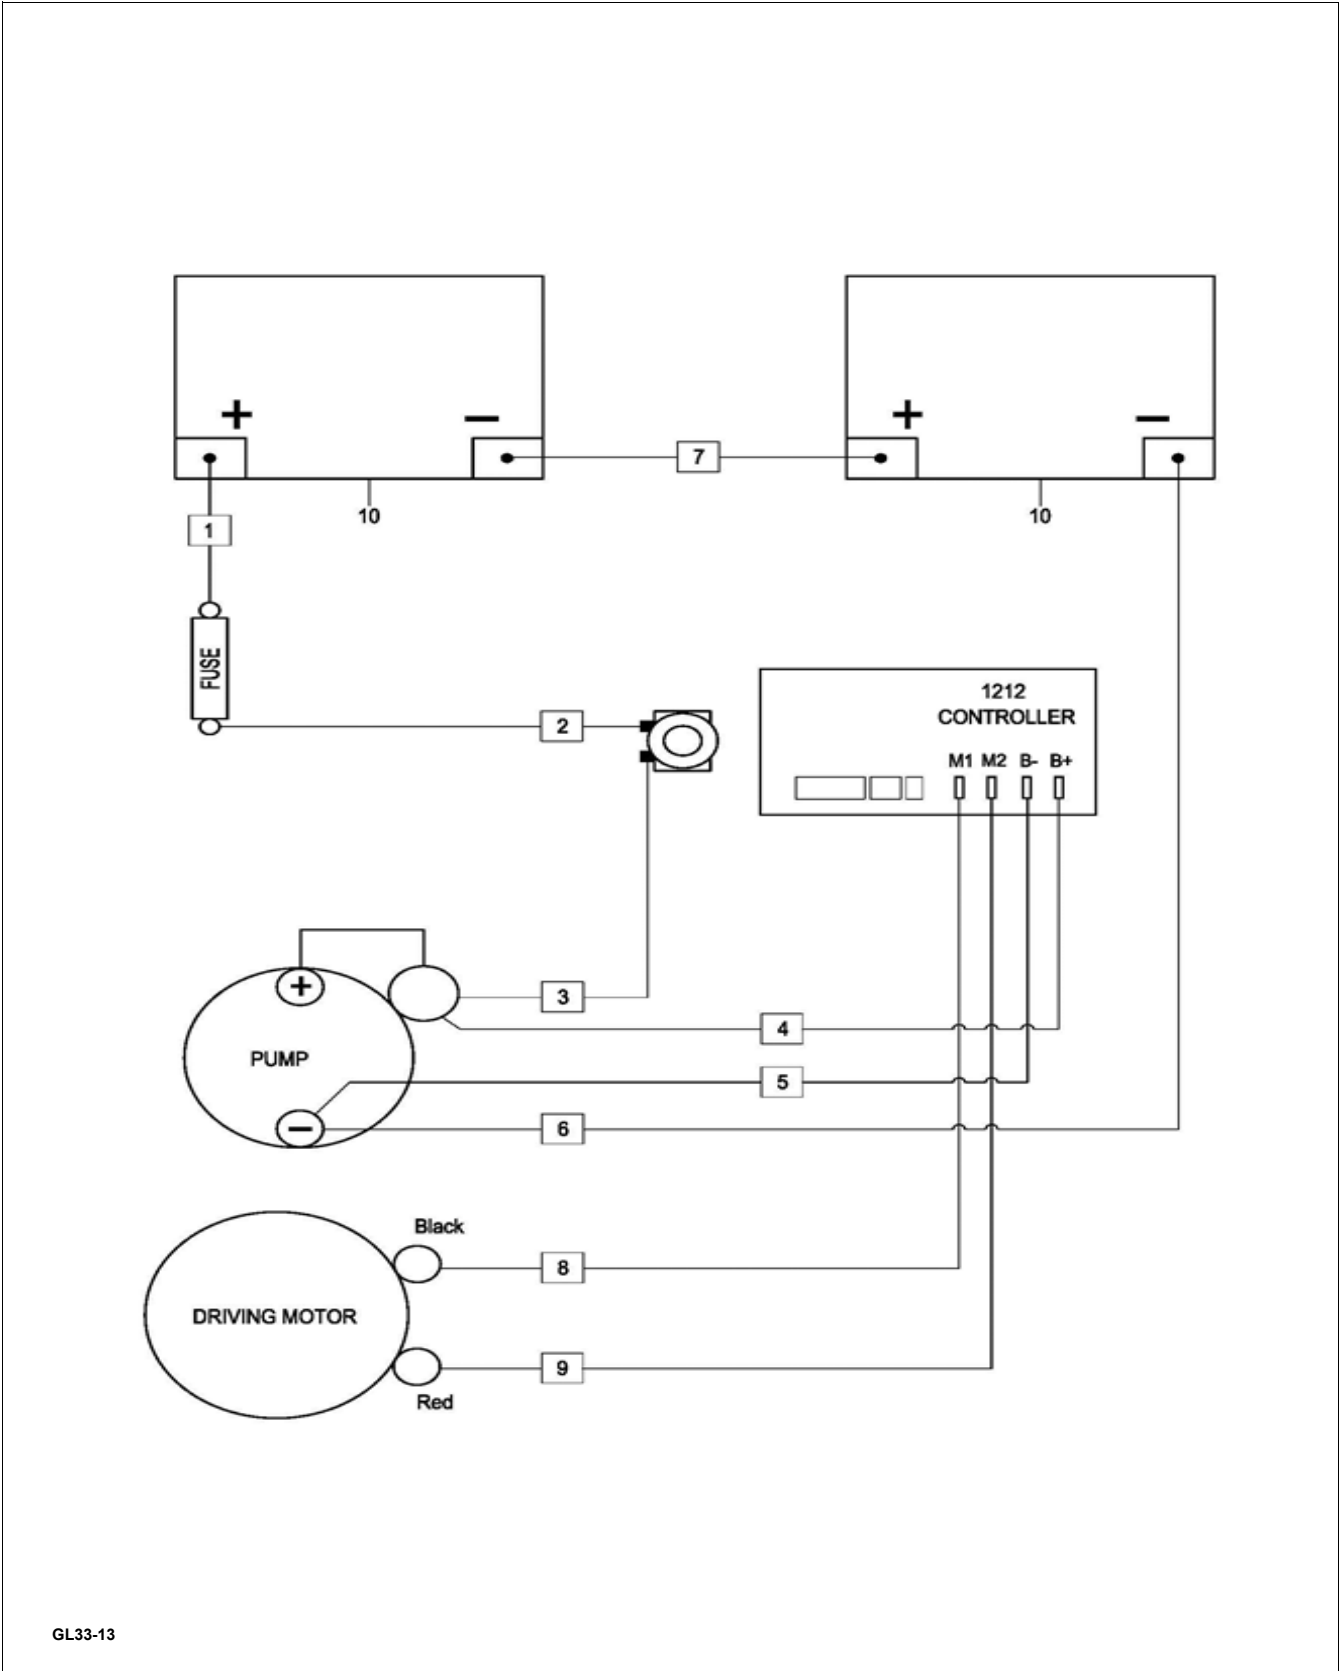 +
−
+
−
7
10
10
1
FUSE
2
1212
CONTROLLER
M1 M2 B- B+
+
3
4
PUMP
5
−
6
Black
8
DRIVING MOTOR
9
Red
GL33-13